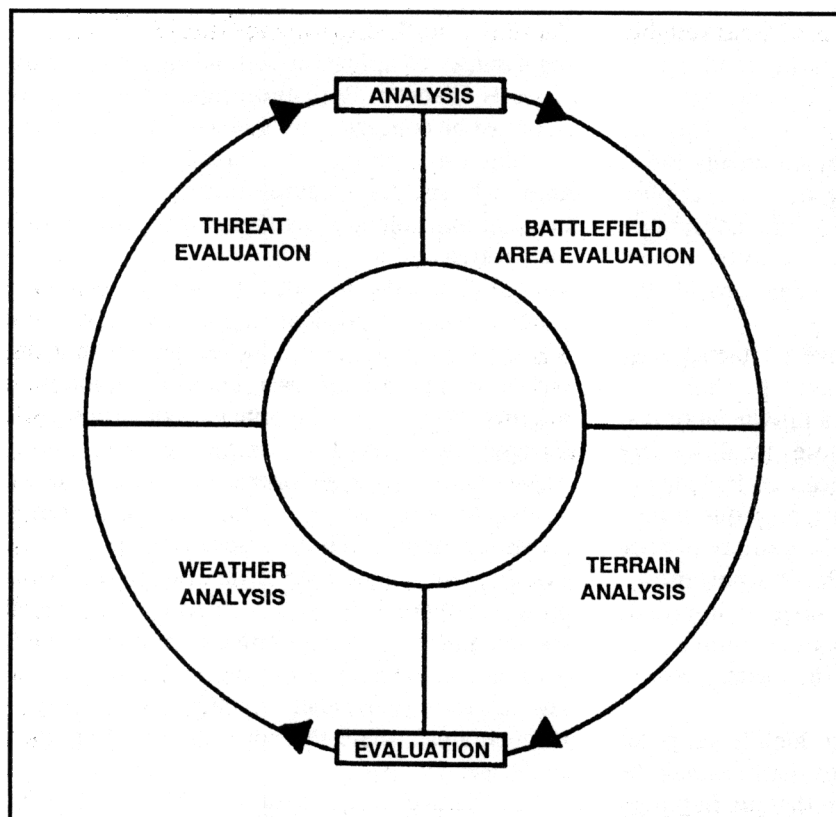 ANALYSIS
THREAT
EVALUATION
BATTLEFIELD
AREA EVALUATION
WEATHER
ANALYSIS
TERRAIN
ANALYSIS
EVALUATION